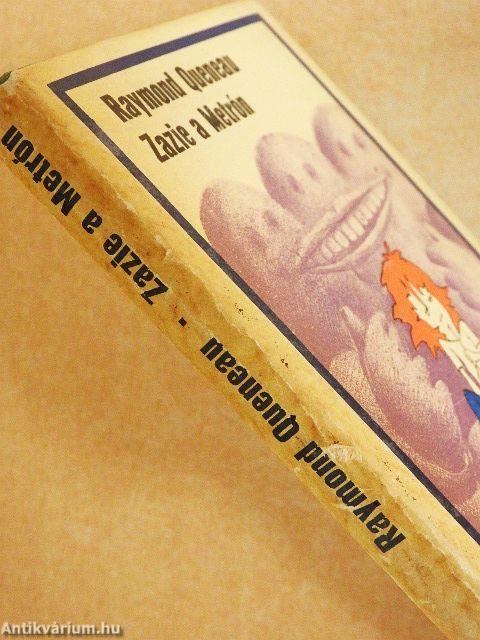 Raymond Queneau
Zazie a Metrón
Raymond Queneau · Zazie a Metrón
Antikvárium.hu